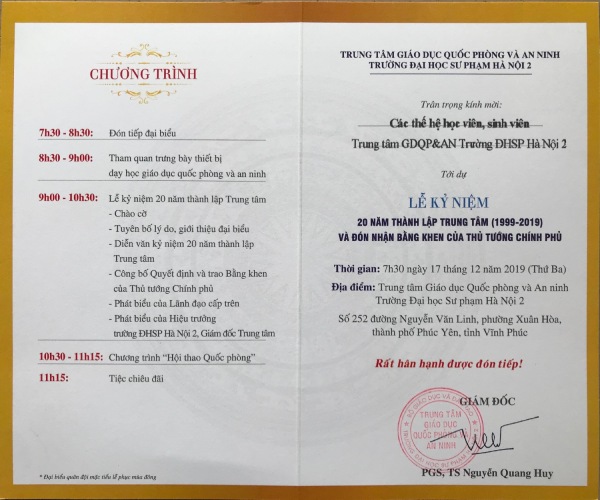 CHƯƠNG TRÌNH
7h30 - 8h30: Đón tiếp đại biểu
8h30 - 9h00: Tham quan trưng bày thiết bị
dạy học giáo dục quốc phòng và an ninh
9h00 - 10h30: Lễ kỷ niệm 20 năm thành lập Trung tâm
- Chào cờ
- Tuyên bố lý do, giới thiệu đại biểu
- Diễn văn kỷ niệm 20 năm thành lập
Trung tâm
- Công bố Quyết định và trao Bằng khen
của Thủ tướng Chính phủ
- Phát biểu của Lãnh đạo cấp trên
- Phát biểu của Hiệu trưởng
trường ĐHSP Hà Nội 2, Giám đốc Trung tâm
10h30 - 11h15: Chương trình “Hội thao Quốc phòng”
11h15: Tiệc chiêu đãi
* Đại biểu quân đội mặc tiểu lễ phục mùa đông
TRUNG TÂM GIÁO DỤC QUỐC PHÒNG VÀ AN NINH
TRƯỜNG ĐẠI HỌC SƯ PHẠM HÀ NỘI 2
Trân trọng kính mời:
Các thế hệ học viên, sinh viên
Trung tâm GDQP&AN Trường ĐHSP Hà Nội 2
Tới dự
LỄ KỶ NIỆM
20 NĂM THÀNH LẬP TRUNG TÂM (1999-2019)
VÀ ĐÓN NHẬN BẰNG KHEN CỦA THỦ TƯỚNG CHÍNH PHỦ
Thời gian: 7h30 ngày 17 tháng 12 năm 2019 (Thứ Ba)
Địa điểm: Trung tâm Giáo dục Quốc phòng và An ninh
Trường Đại học Sư phạm Hà Nội 2
Số 252 đường Nguyễn Văn Linh, phường Xuân Hòa,
thành phố Phúc Yên, tỉnh Vĩnh Phúc
Rất hân hạnh được đón tiếp!
GIÁM ĐỐC
TRUNG TÂM
GIÁO DỤC
QUỐC PHÒNG VÀ
AN NINH
PGS, TS Nguyễn Quang Huy